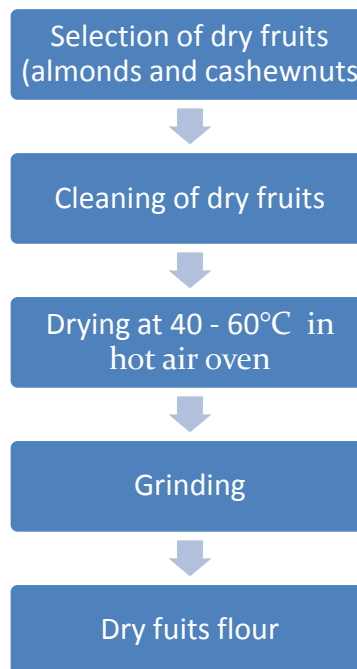 Selection of dry fruits
(almonds and cashewnuts
Cleaning of dry fruits
Drying at 40 - 60°C in
hot air oven
Grinding
Dry fuits flour